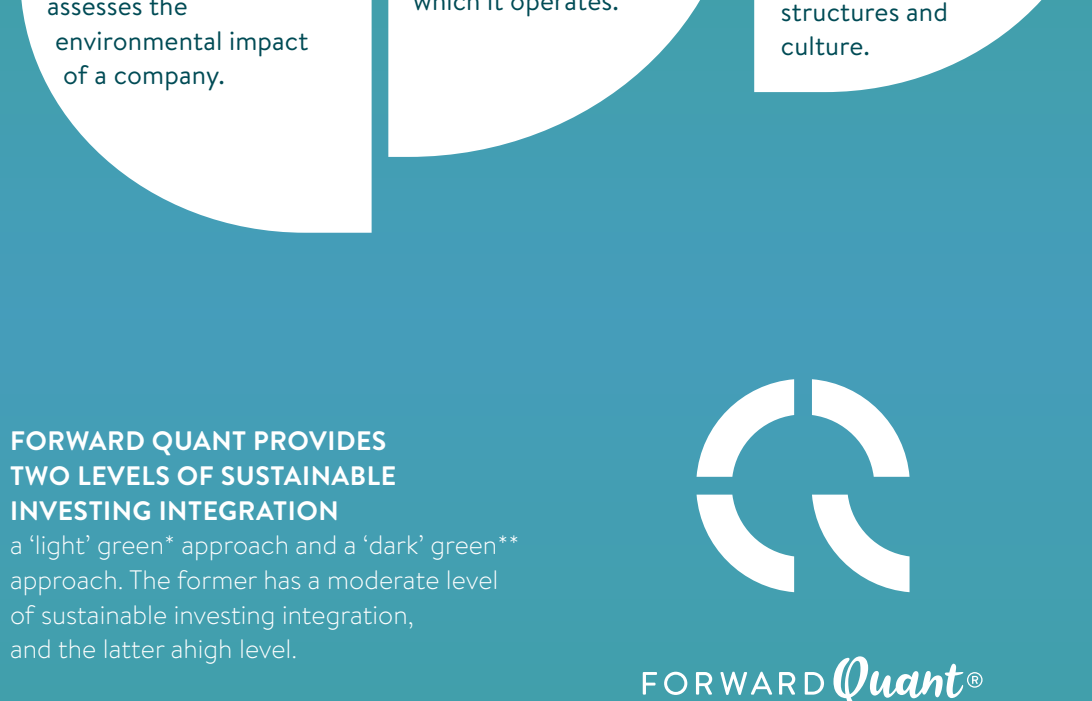 assesses the
environmental impact
of a company.
which it operates.
structures and
culture.
FORWARD QUANT PROVIDES
TWO LEVELS OF SUSTAINABLE
INVESTING INTEGRATION
a ‘light’ green* approach and a ‘dark’ green**
approach. The former has a moderate level
of sustainable investing integration,
and the latter ahigh level.
FORWARD Quant®